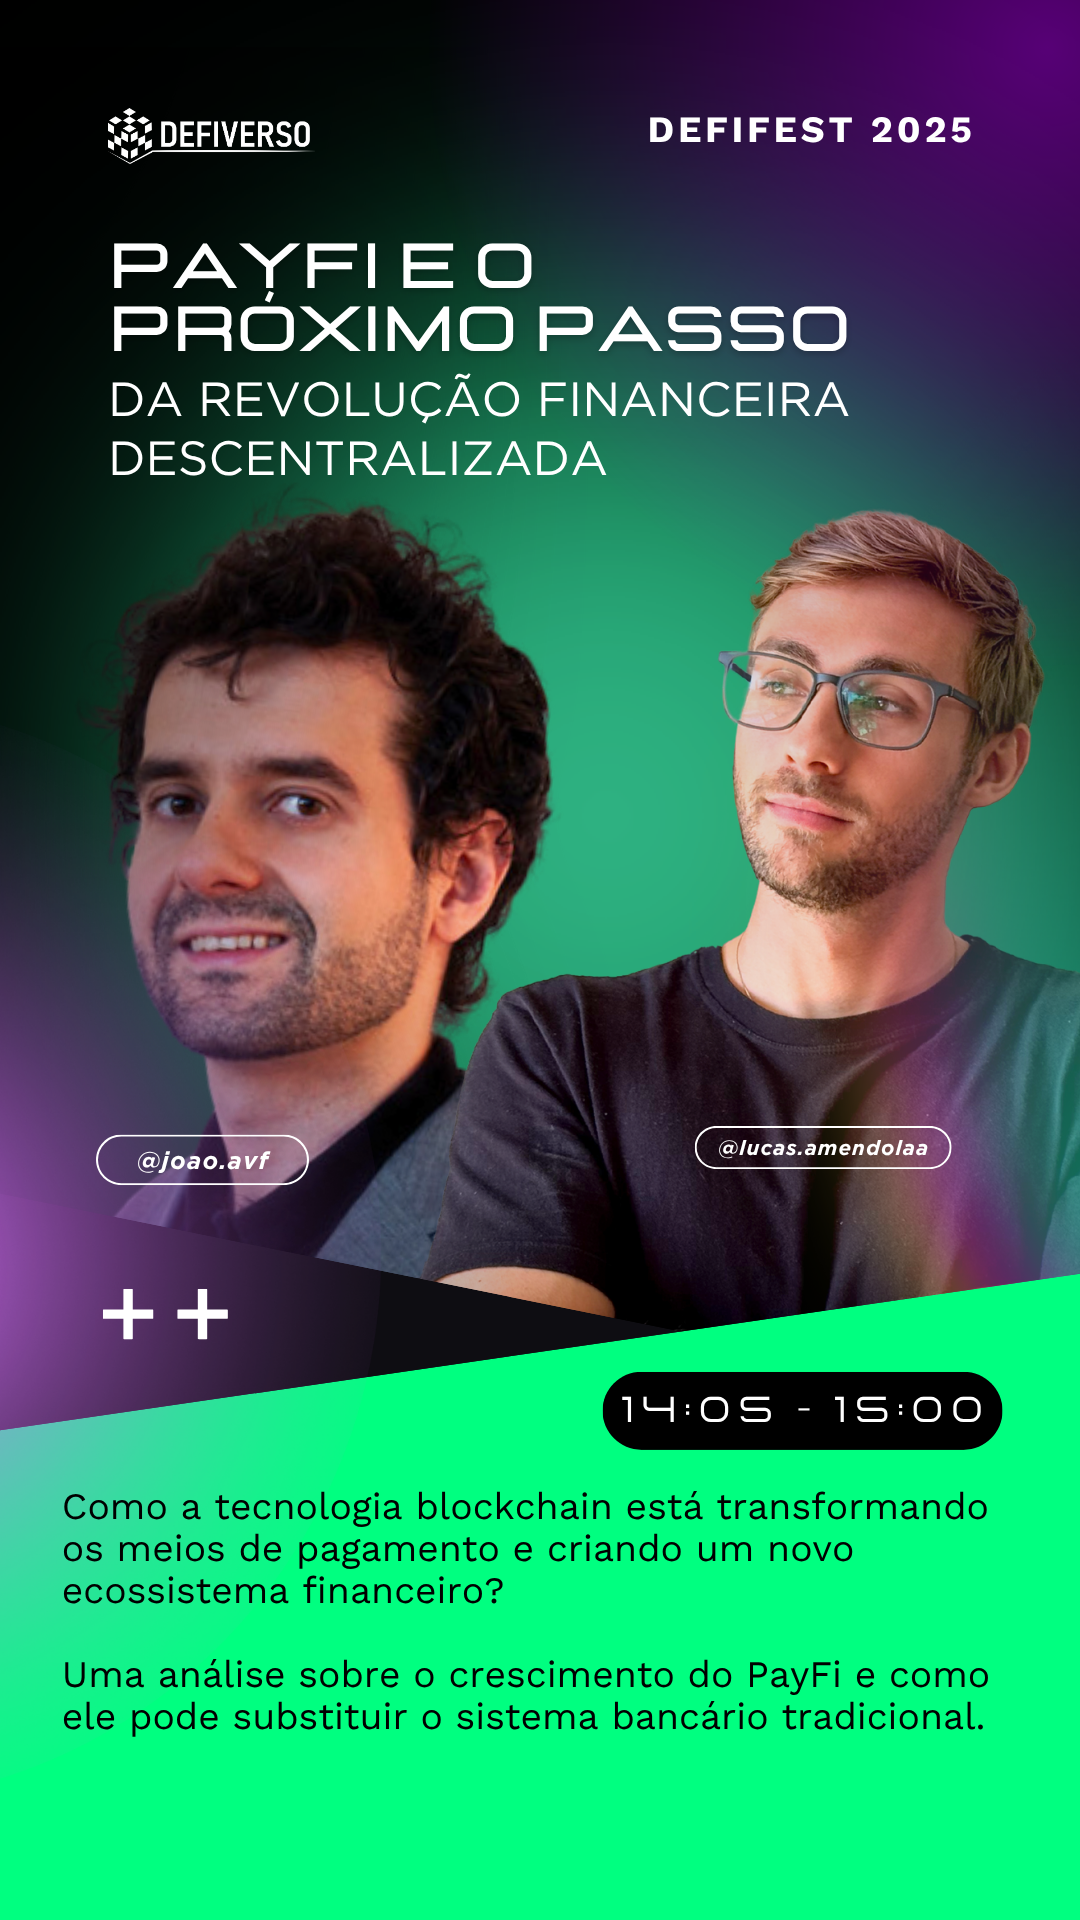 DEFIVERSO
DEFIFEST 2025
PAYFI E O
PRÓXIMO PASSO
DA REVOLUÇÃO FINANCEIRA
DESCENTRALIZADA
@joao.avf
@lucas.amendolaa
++
14:05 - 15:00
Como a tecnologia blockchain está transformando
os meios de pagamento e criando um novo
ecossistema financeiro?
Uma análise sobre o crescimento do PayFi e como
ele pode substituir o sistema bancário tradicional.